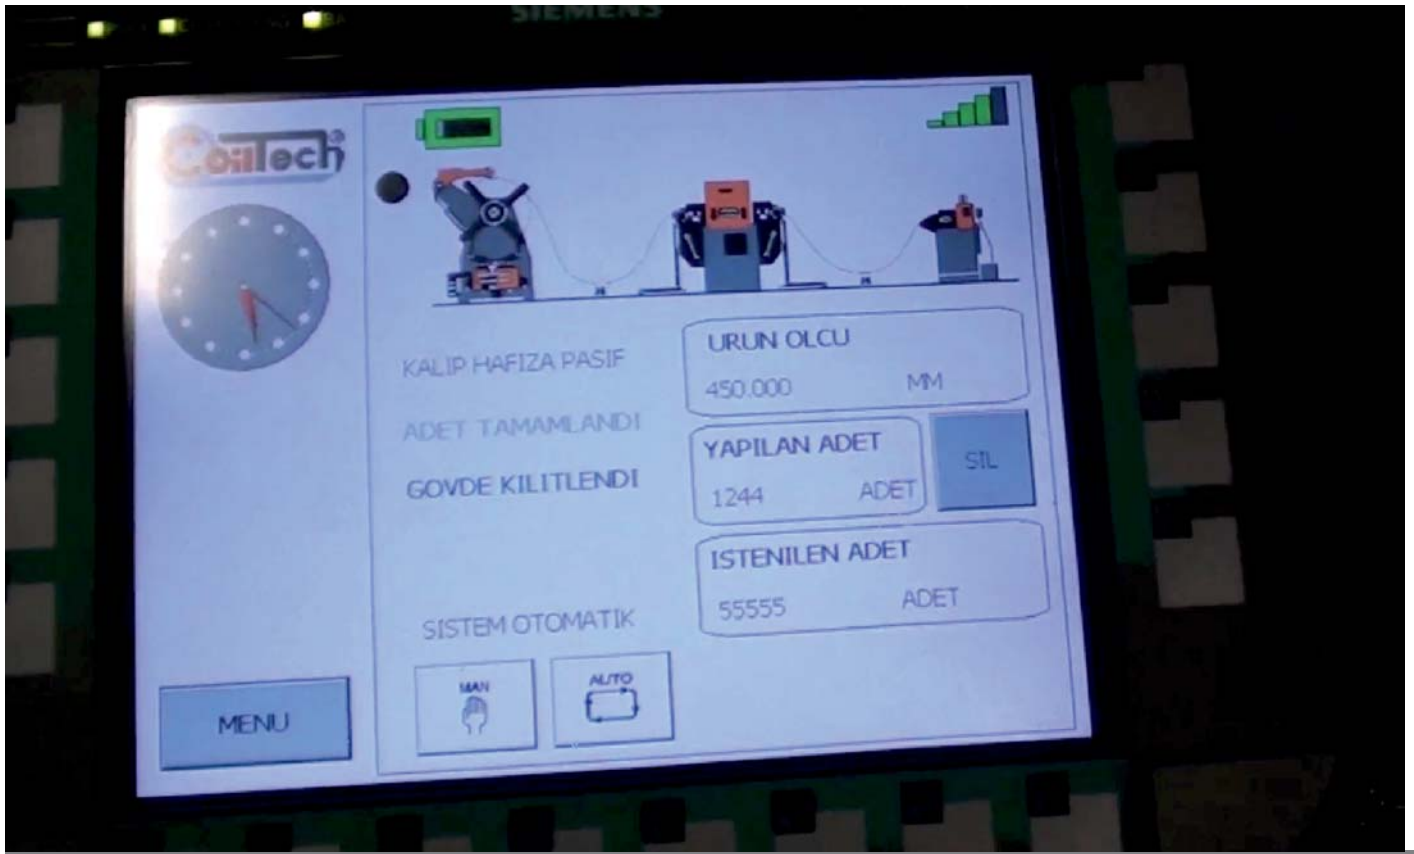 SIEMENS
CoilTech®
KALIP HAFIZA PASIF
ADET TAMAMLANDI
GOVDE KILITLENDI
URUN OLCU
450.000 MM
YAPILAN ADET
1244 ADET
SIL
ISTENILEN ADET
55555 ADET
SISTEM OTOMATIK
MAN
AUTO
MENU